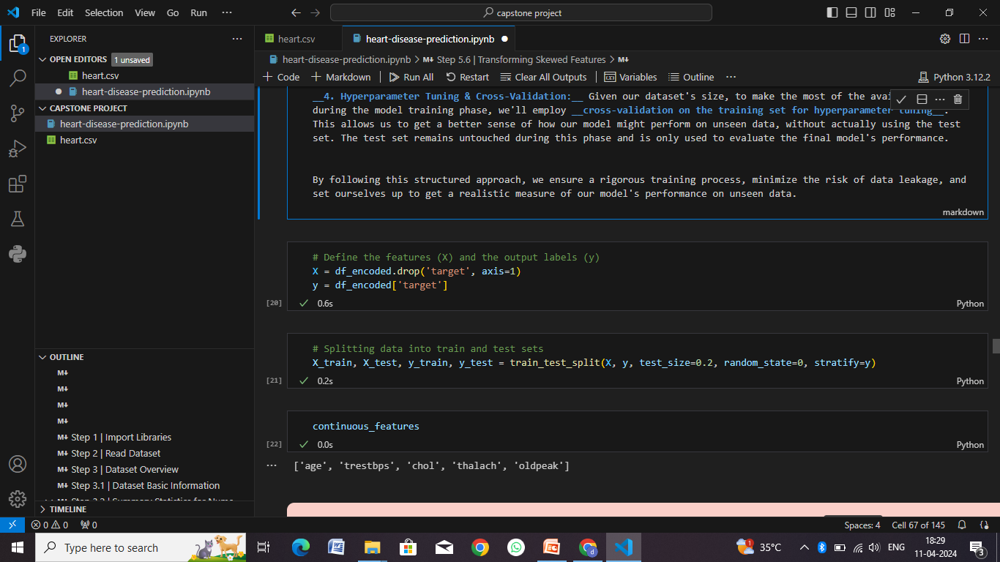 File Edit Selection View Go Run ···
capstone project
EXPLORER
OPEN EDITORS 1 unsaved
heart.csv
heart-disease-prediction.ipynb
CAPSTONE PROJECT
heart-disease-prediction.ipynb
heart.csv
OUTLINE
Step 1 | Import Libraries
Step 2 | Read Dataset
Step 3 | Dataset Overview
Step 3.1 | Dataset Basic Information
TIMELINE
heart.csv
heart-disease-prediction.ipynb
heart-disease-prediction.ipynb > M↓ Step 5.6 | Transforming Skewed Features > M↓
+ Code + Markdown Run All Restart Clear All Outputs Variables Outline ··· Python 3.12.2
__4. Hyperparameter Tuning & Cross-Validation:__ Given our dataset's size, to make the most of the
during the model training phase, we'll employ __cross-validation on the training set for hyperparameter tuning__.
This allows us to get a better sense of how our model might perform on unseen data, without actually using the test
set. The test set remains untouched during this phase and is only used to evaluate the final model's performance.
By following this structured approach, we ensure a rigorous training process, minimize the risk of data leakage, and
set ourselves up to get a realistic measure of our model's performance on unseen data.
markdown
# Define the features (X) and the output labels (y)
X = df_encoded.drop('target', axis=1)
y = df_encoded['target']
[20] 0.6s Python
# Splitting data into train and test sets
X_train, X_test, y_train, y_test = train_test_split(X, y, test_size=0.2, random_state=0, stratify=y)
[21] 0.2s Python
continuous_features
[22] 0.0s Python
['age', 'trestbps', 'chol', 'thalach', 'oldpeak']
0 0 0 Spaces: 4 Cell 67 of 145
Type here to search
35°C ENG 18:29
11-04-2024 3